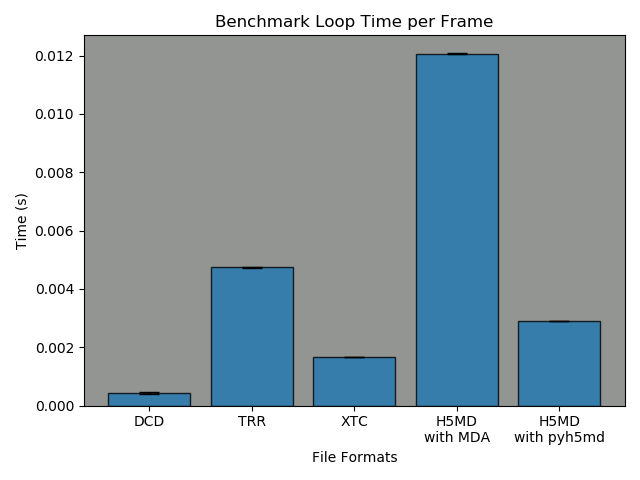 Benchmark Loop Time per Frame
Time (s)
0.012
0.010
0.008
0.006
0.004
0.002
0.000
DCD
TRR
XTC
H5MD
with MDA
H5MD
with pyh5md
File Formats